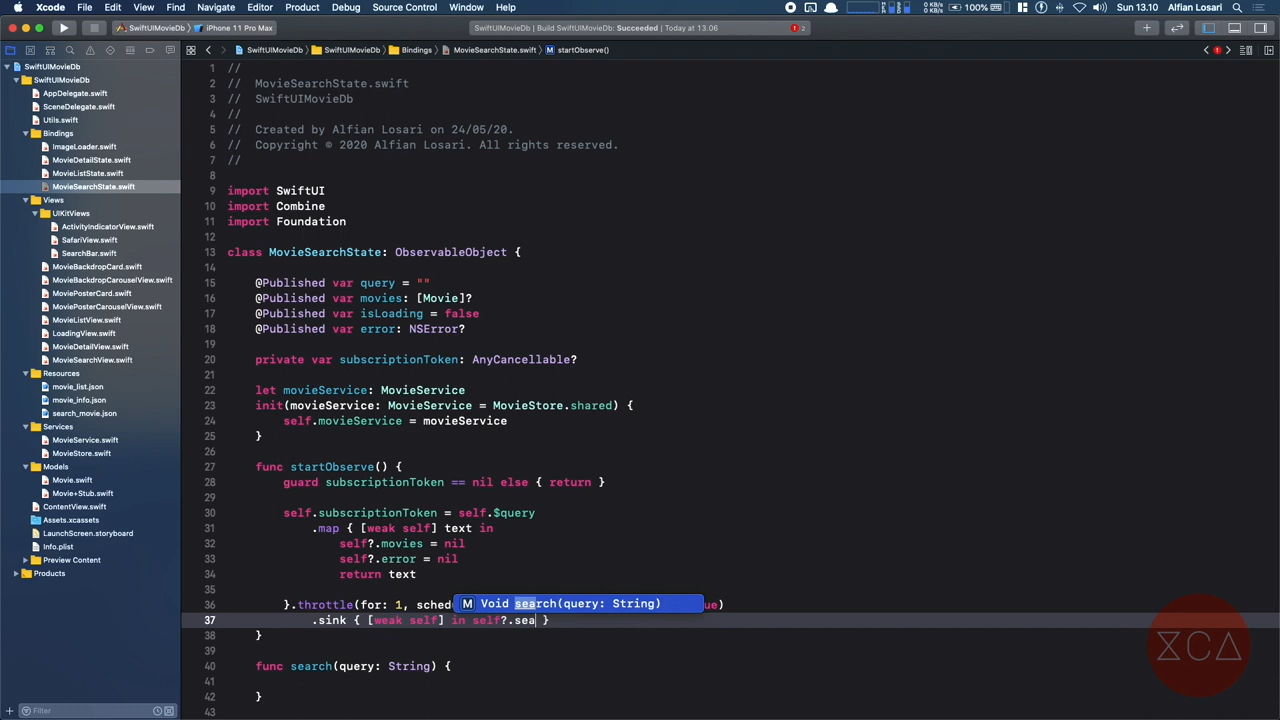 Xcode File Edit View Find Navigate Editor Product Debug Source Control Window Help 100% Sun 13.10 Alfian Losari
SwiftUIMovieDb iPhone 11 Pro Max SwiftUIMovieDb | Build SwiftUIMovieDb: Succeeded | Today at 13.06 2
SwiftUIMovieDb SwiftUIMovieDb Bindings MovieSearchState.swift startObserve()
SwiftUIMovieDb
SwiftUIMovieDb
AppDelegate.swift
SceneDelegate.swift
Utils.swift
Bindings
ImageLoader.swift
MovieDetailState.swift
MovieListState.swift
MovieSearchState.swift
Views
UIKitViews
ActivityIndicatorView.swift
SafariView.swift
SearchBar.swift
MovieBackdropCard.swift
MovieBackdropCarouselView.swift
MoviePosterCard.swift
MoviePosterCarouselView.swift
MovieListView.swift
LoadingView.swift
MovieDetailView.swift
MovieSearchView.swift
Resources
movie_list.json
movie_info.json
search_movie.json
Services
MovieService.swift
MovieStore.swift
Models
Movie.swift
Movie+Stub.swift
ContentView.swift
Assets.xcassets
LaunchScreen.storyboard
Info.plist
Preview Content
Products
Filter
1 //
2 // MovieSearchState.swift
3 // SwiftUIMovieDb
4 //
5 // Created by Alfian Losari on 24/05/20.
6 // Copyright © 2020 Alfian Losari. All rights reserved.
7 //
8
9 import SwiftUI
10 import Combine
11 import Foundation
12
13 class MovieSearchState: ObservableObject {
14
15 @Published var query = ""
16 @Published var movies: [Movie]?
17 @Published var isLoading = false
18 @Published var error: NSError?
19
20 private var subscriptionToken: AnyCancellable?
21
22 let movieService: MovieService
23 init(movieService: MovieService = MovieStore.shared) {
24 self.movieService = movieService
25 }
26
27 func startObserve() {
28 guard subscriptionToken == nil else { return }
29
30 self.subscriptionToken = self.$query
31 .map { [weak self] text in
32 self?.movies = nil
33 self?.error = nil
34 return text
35
36 }.throttle(for: 1, sched ue)
M Void search(query: String)
37 .sink { [weak self] in self?.sea }
38 }
39
40 func search(query: String) {
41
42 }
43
XCA